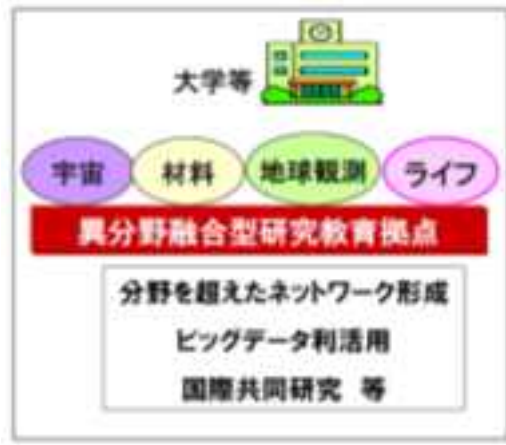 大学等
宇宙 材料 地球観測 ライフ
異分野融合型研究教育拠点
分野を超えたネットワーク形成
ビッグデータ利活用
国際共同研究 等